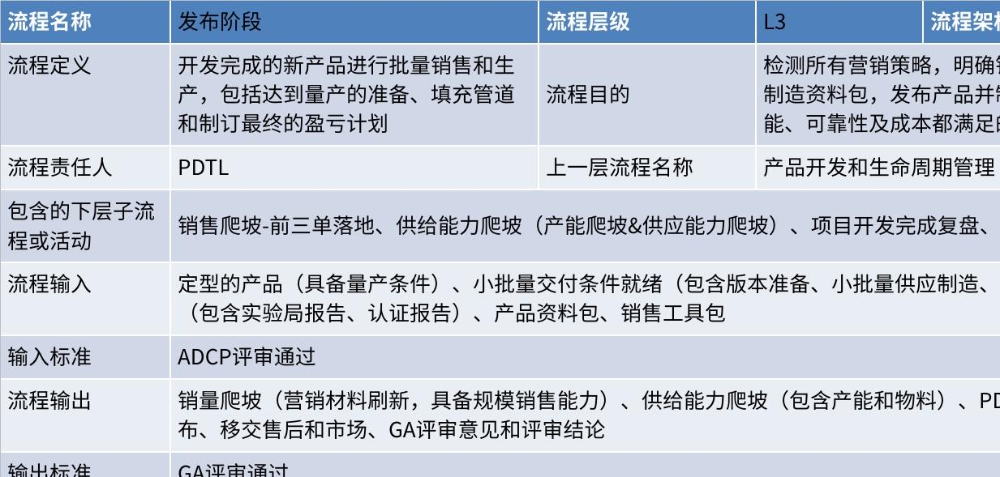 流程名称 发布阶段 流程层级 L3 流程架
流程定义
开发完成的新产品进行批量销售和生
产，包括达到量产的准备、填充管道
和制订最终的盈亏计划
流程目的
检测所有营销策略，明确
制造资料包，发布产品并
能、可靠性及成本都满足
流程责任人 PDTL 上一层流程名称 产品开发和生命周期管理
包含的下层子流
程或活动
销售爬坡-前三单落地、供给能力爬坡（产能爬坡&供应能力爬坡）、项目开发完成复盘、
流程输入
定型的产品（具备量产条件）、小批量交付条件就绪（包含版本准备、小批量供应制造、
（包含实验局报告、认证报告）、产品资料包、销售工具包
输入标准 ADCP评审通过
流程输出
销量爬坡（营销材料刷新，具备规模销售能力）、供给能力爬坡（包含产能和物料）、PD
布、移交售后和市场、GA评审意见和评审结论
输出标准 GA评审通过